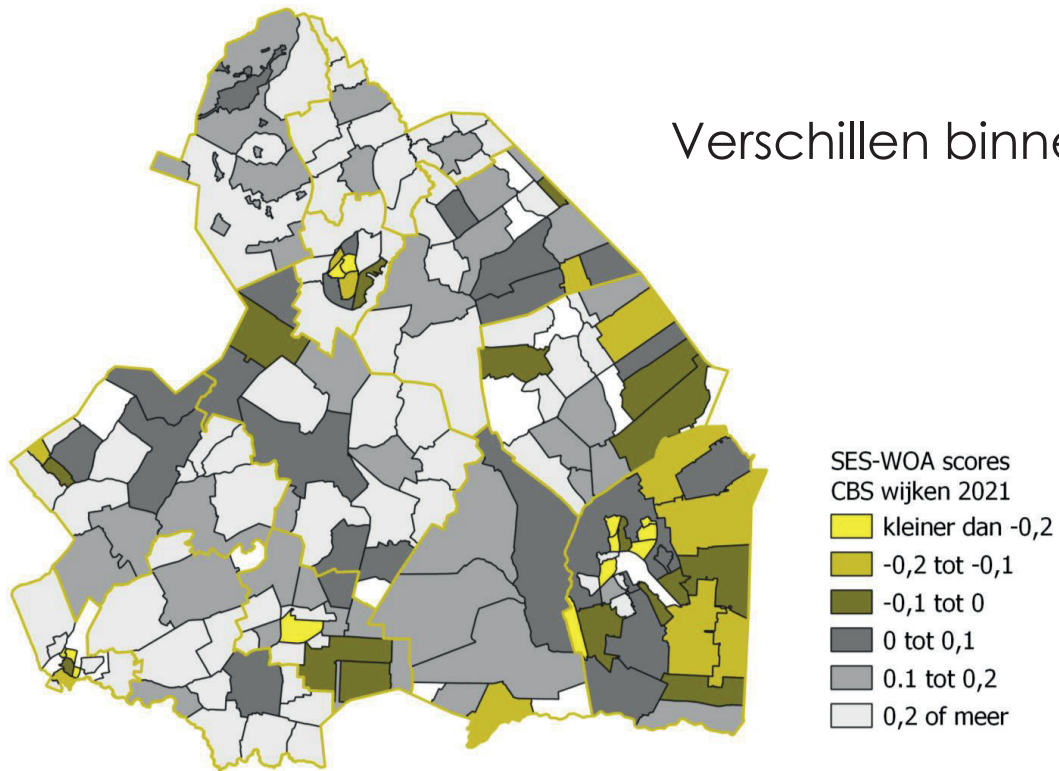 Verschillen binne
SES-WOA scores
CBS wijken 2021
kleiner dan -0,2
-0,2 tot -0,1
-0,1 tot 0
0 tot 0,1
0.1 tot 0,2
0,2 of meer